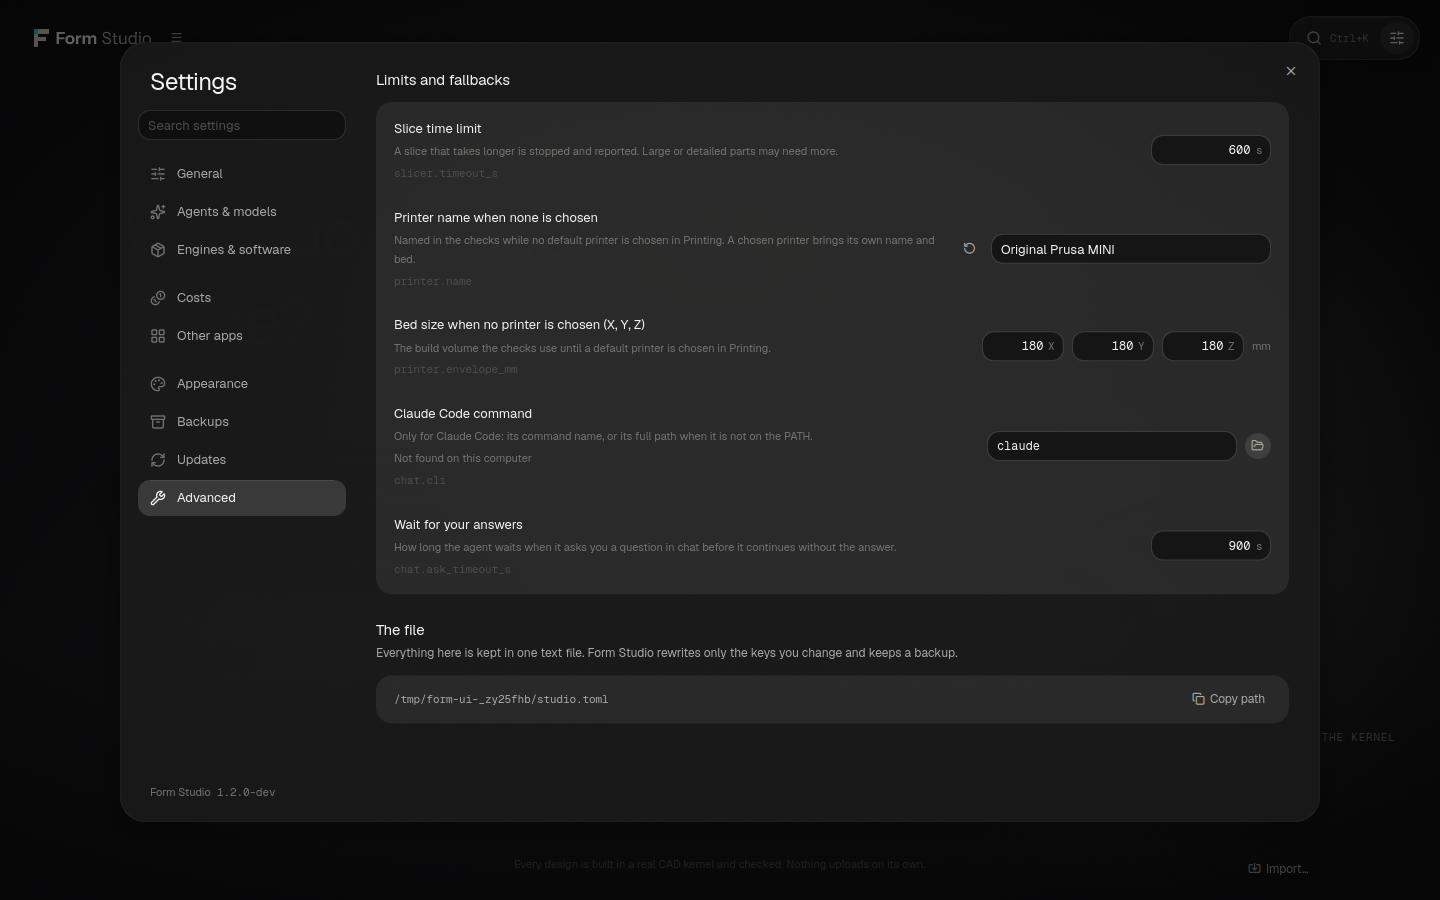 Form Studio
Ctrl+K
Settings
Search settings
General
Agents & models
Engines & software
Costs
Other apps
Appearance
Backups
Updates
Advanced
Form Studio 1.2.0-dev
Limits and fallbacks
Slice time limit
A slice that takes longer is stopped and reported. Large or detailed parts may need more.
slicer.timeout_s
600 s
Printer name when none is chosen
Named in the checks while no default printer is chosen in Printing. A chosen printer brings its own name and
bed.
printer.name
Original Prusa MINI
Bed size when no printer is chosen (X, Y, Z)
The build volume the checks use until a default printer is chosen in Printing.
printer.envelope_mm
180 X 180 Y 180 Z mm
Claude Code command
Only for Claude Code: its command name, or its full path when it is not on the PATH.
Not found on this computer
chat.cli
claude
Wait for your answers
How long the agent waits when it asks you a question in chat before it continues without the answer.
chat.ask_timeout_s
900 s
The file
Everything here is kept in one text file. Form Studio rewrites only the keys you change and keeps a backup.
/tmp/form-ui-_zy25fhb/studio.toml
Copy path
THE KERNEL
Every design is built in a real CAD kernel and checked. Nothing uploads on its own.
Import…